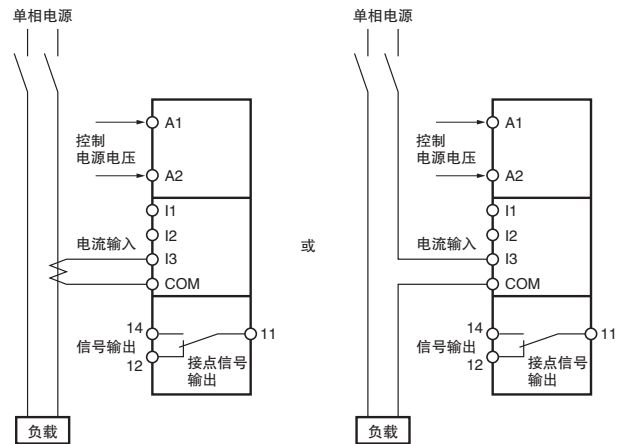 单相电源
A1
控制
电源电压
A2
I1
I2
电流输入
I3
COM
14
11
信号输出
12
接点信号
输出
负载
或
单相电源
A1
控制
电源电压
A2
I1
I2
电流输入
I3
COM
14
11
信号输出
12
接点信号
输出
负载